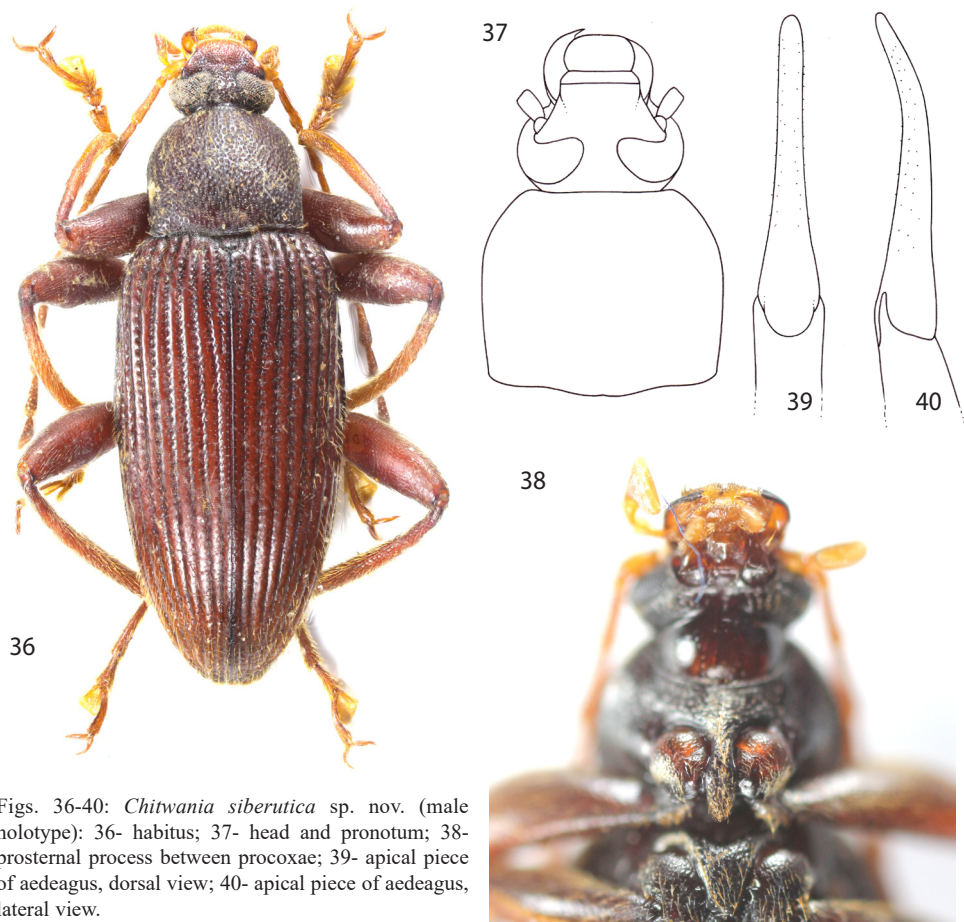 37
36
39
40
38
Figs. 36-40: Chitwania siberutica sp. nov. (male
holotype): 36- habitus; 37- head and pronotum; 38-
prosternal process between procoxae; 39- apical piece
of aedeagus, dorsal view; 40- apical piece of aedeagus,
lateral view.